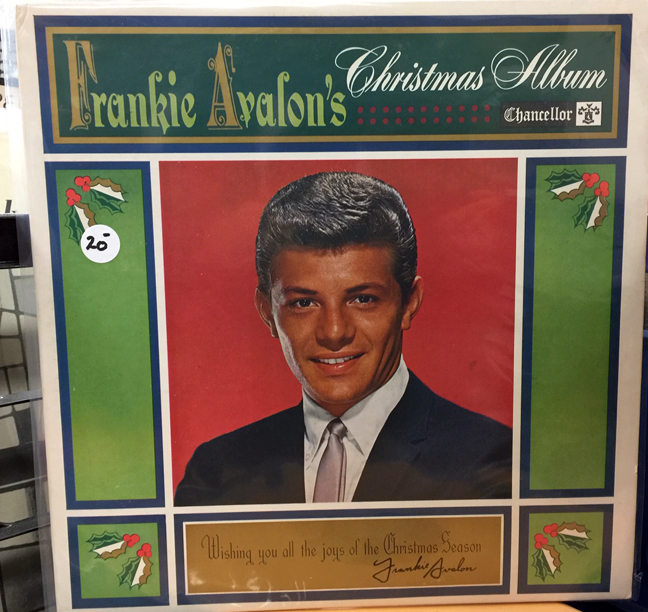 Frankie Avalon's Christmas Album
Chancellor
20-
Wishing you all the joys of the Christmas Season
Frankie Avalon